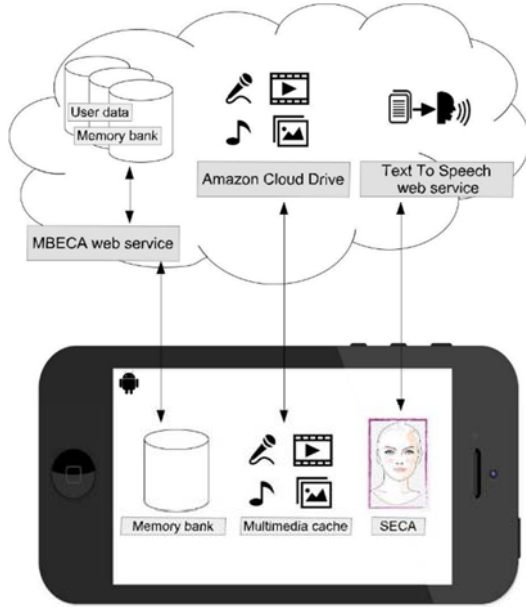 User data
Memory bank
Amazon Cloud Drive
Text To Speech
web service
MBECA web service
Memory bank
Multimedia cache
SECA